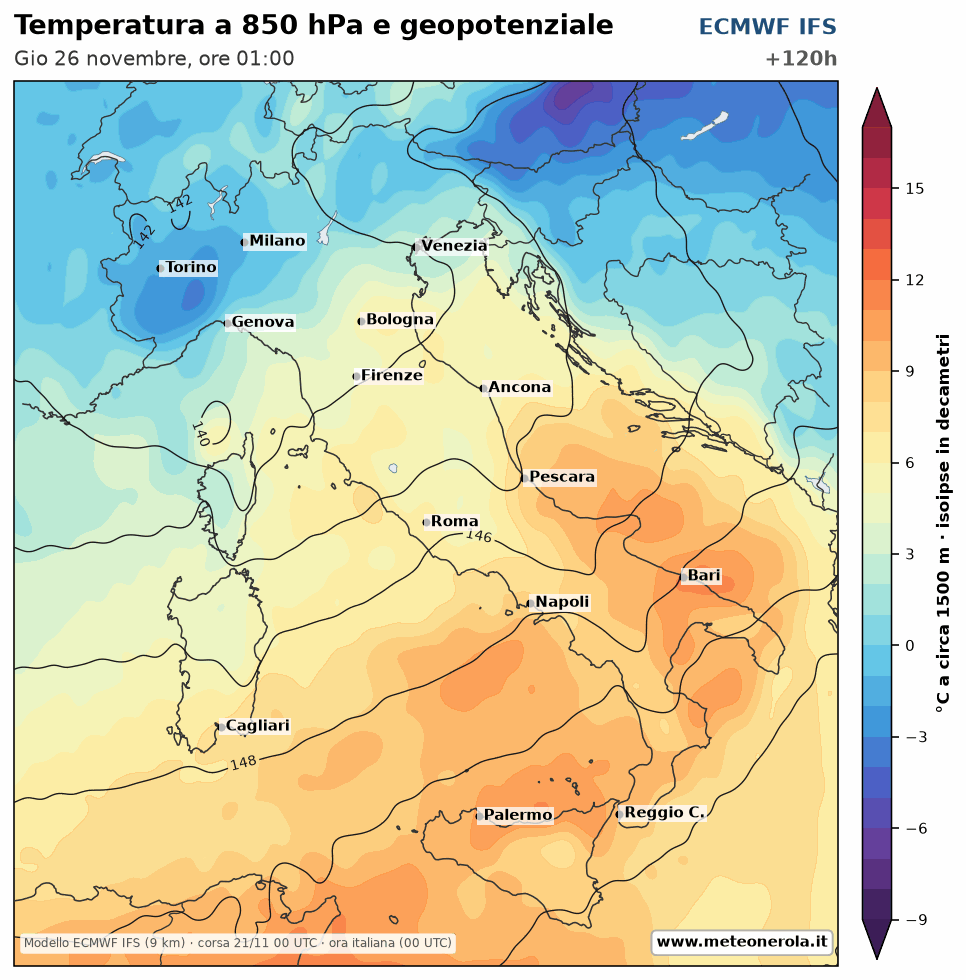 Temperatura a 850 hPa e geopotenziale
ECMWF IFS
Gio 26 novembre, ore 01:00
+120h
142
142
Milano
Venezia
Torino
Genova
Bologna
Firenze
Ancona
140
Pescara
Roma
146
Bari
Napoli
Cagliari
148
Palermo
Reggio C.
Modello ECMWF IFS (9 km) · corsa 21/11 00 UTC · ora italiana (00 UTC)
www.meteonerola.it
15
12
9
6
3
0
−3
−6
−9
°C a circa 1500 m · isoipse in decametri